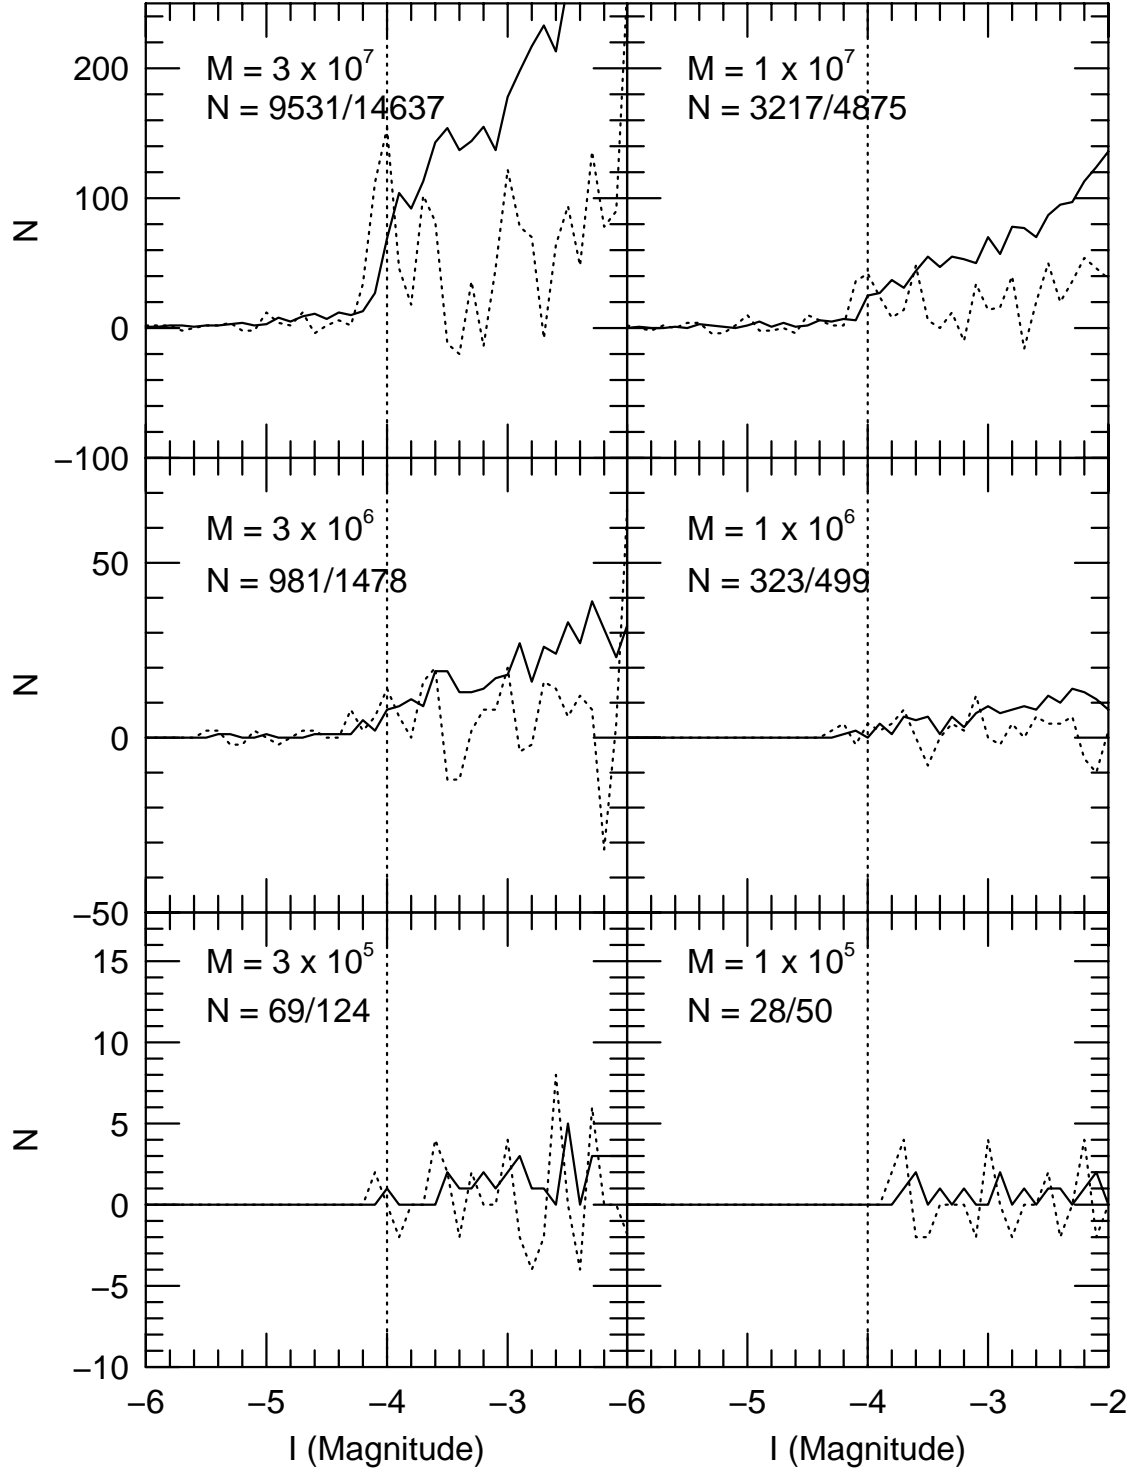 200
100
0
−100
N
M = 3 x 10^7
N = 9531/14637
M = 1 x 10^7
N = 3217/4875
50
0
−50
N
M = 3 x 10^6
N = 981/1478
M = 1 x 10^6
N = 323/499
15
10
5
0
−5
−10
N
M = 3 x 10^5
N = 69/124
M = 1 x 10^5
N = 28/50
−6 −5 −4 −3 −6 −5 −4 −3 −2
I (Magnitude) I (Magnitude)